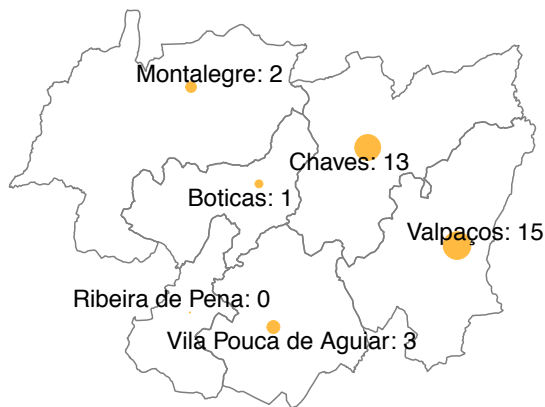 Montalegre: 2
Chaves: 13
Boticas: 1
Valpaços: 15
Ribeira de Pena: 0
Vila Pouca de Aguiar: 3